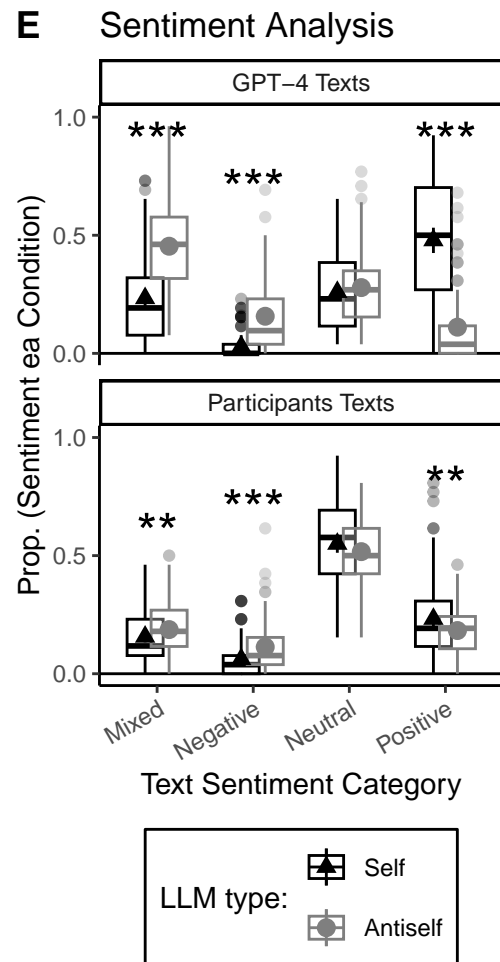 E Sentiment Analysis
GPT−4 Texts
Prop. (Sentiment ea Condition)
1.0
0.5
0.0
***
***
***
Participants Texts
1.0
0.5
0.0
**
***
**
Mixed
Negative
Neutral
Positive
Text Sentiment Category
LLM type:
Self
Antiself